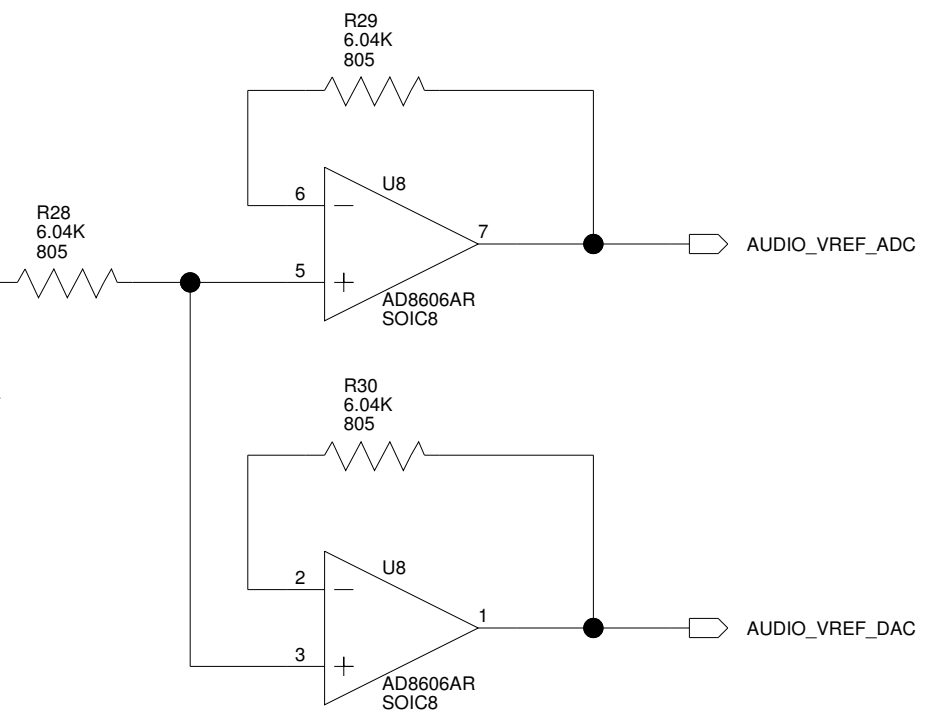 R29
6.04K
805
U8
6
7
5
AUDIO_VREF_ADC
AD8606AR
SOIC8
R28
6.04K
805
R30
6.04K
805
U8
2
1
3
AUDIO_VREF_DAC
AD8606AR
SOIC8